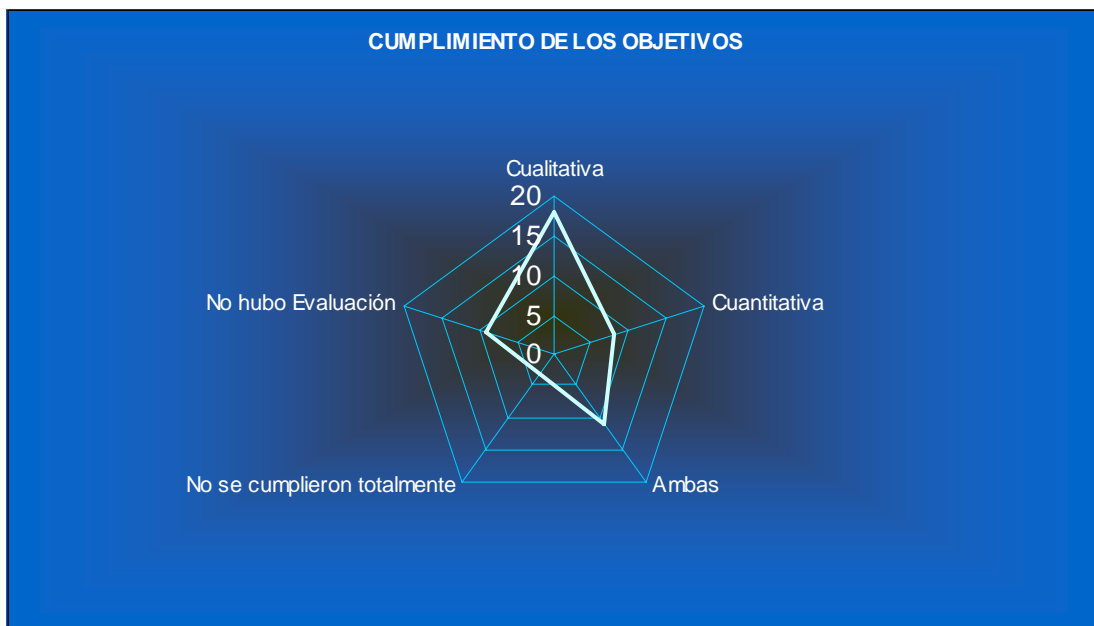 CUMPLIMIENTO DE LOS OBJETIVOS
Cualitativa
20
15
10
5
0
No hubo Evaluación
Cuantitativa
No se cumplieron totalmente
Ambas